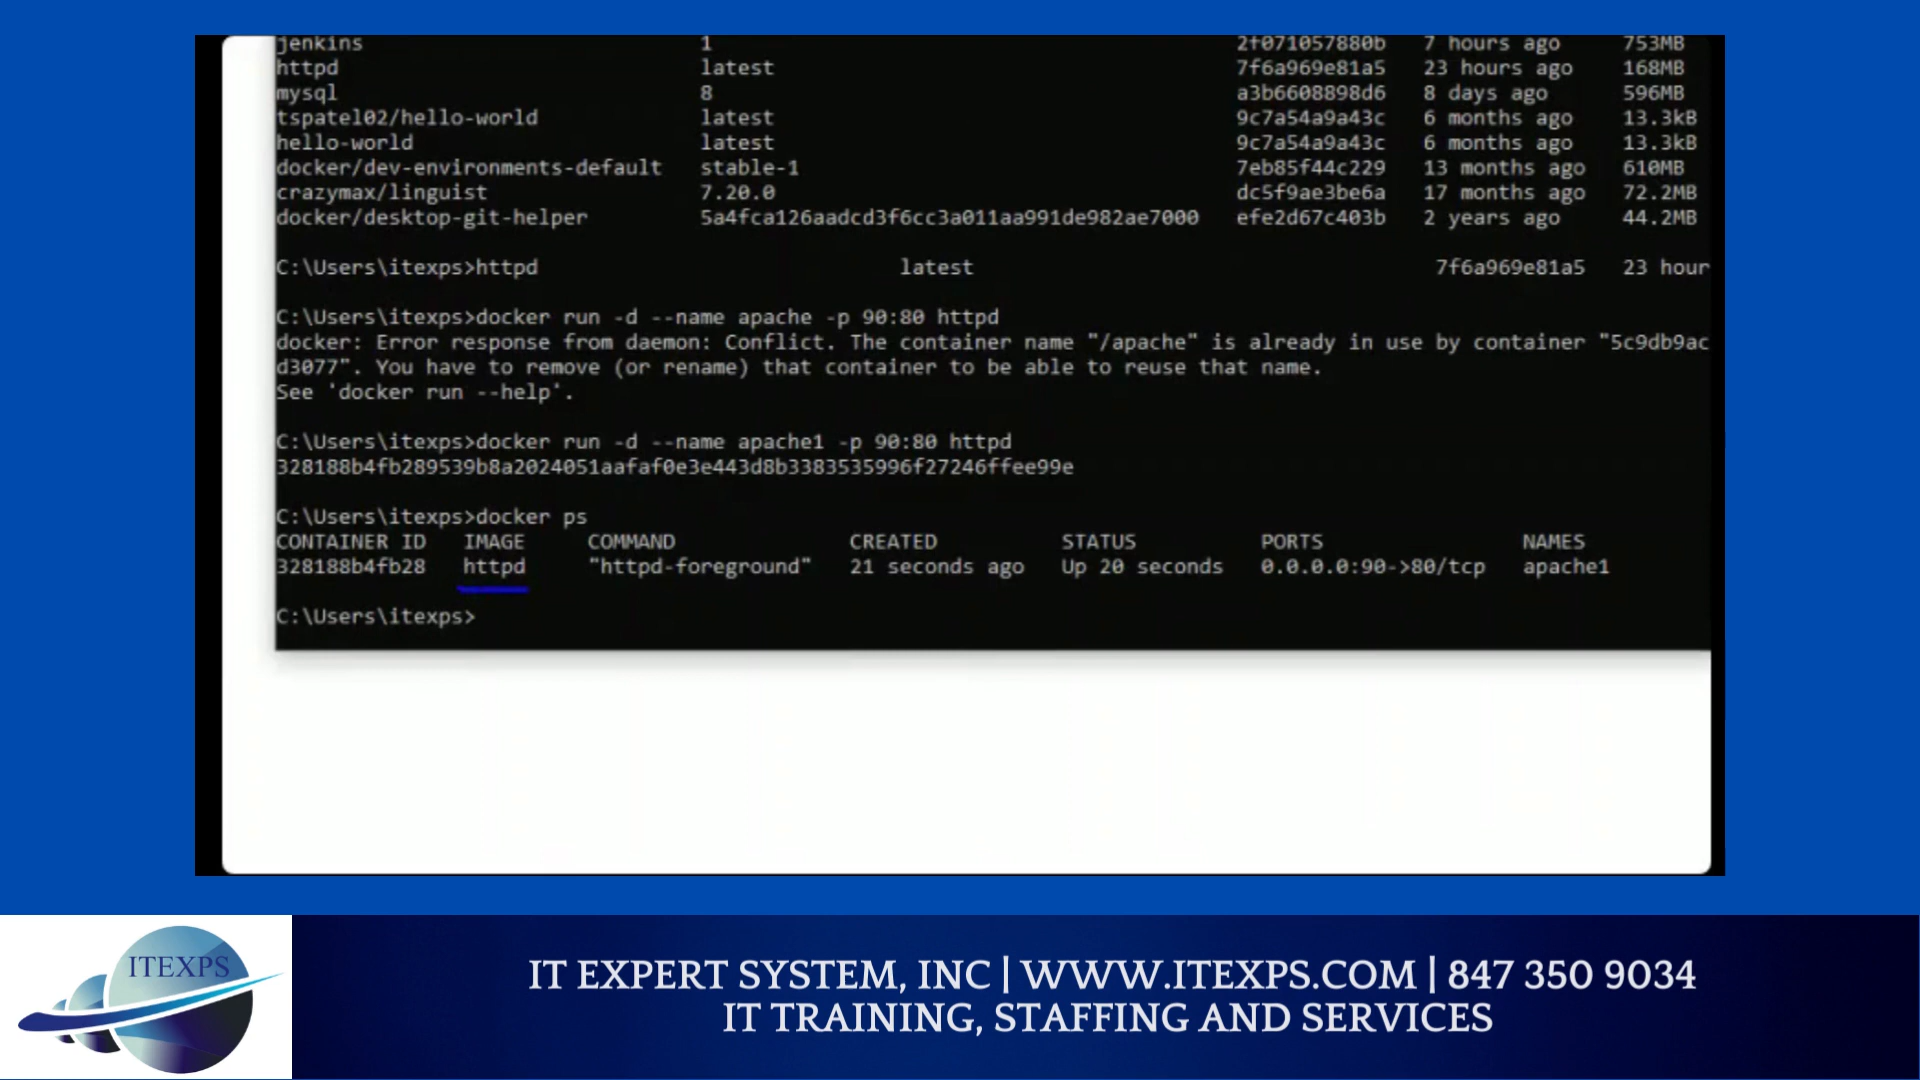 jenkins 1 2f071057880b 7 hours ago 753MB
httpd latest 7f6a969e81a5 23 hours ago 168MB
mysql 8 a3b6608898d6 8 days ago 596MB
tspatel02/hello-world latest 9c7a54a9a43c 6 months ago 13.3kB
hello-world latest 9c7a54a9a43c 6 months ago 13.3kB
docker/dev-environments-default stable-1 7eb85f44c229 13 months ago 610MB
crazymax/linguist 7.20.0 dc5f9ae3be6a 17 months ago 72.2MB
docker/desktop-git-helper 5a4fca126aadcd3f6cc3a011aa991de982ae7000 efe2d67c403b 2 years ago 44.2MB
C:\Users\itexps>httpd latest 7f6a969e81a5 23 hour
C:\Users\itexps>docker run -d --name apache -p 90:80 httpd
docker: Error response from daemon: Conflict. The container name "/apache" is already in use by container "5c9db9ac
d3077". You have to remove (or rename) that container to be able to reuse that name.
See 'docker run --help'.
C:\Users\itexps>docker run -d --name apache1 -p 90:80 httpd
328188b4fb289539b8a2024051aafaf0e3e443d8b3383535996f27246ffee99e
C:\Users\itexps>docker ps
CONTAINER ID IMAGE COMMAND CREATED STATUS PORTS NAMES
328188b4fb28 httpd "httpd-foreground" 21 seconds ago Up 20 seconds 0.0.0.0:90->80/tcp apache1
C:\Users\itexps>
ITEXPS
IT EXPERT SYSTEM, INC | WWW.ITEXPS.COM | 847 350 9034
IT TRAINING, STAFFING AND SERVICES